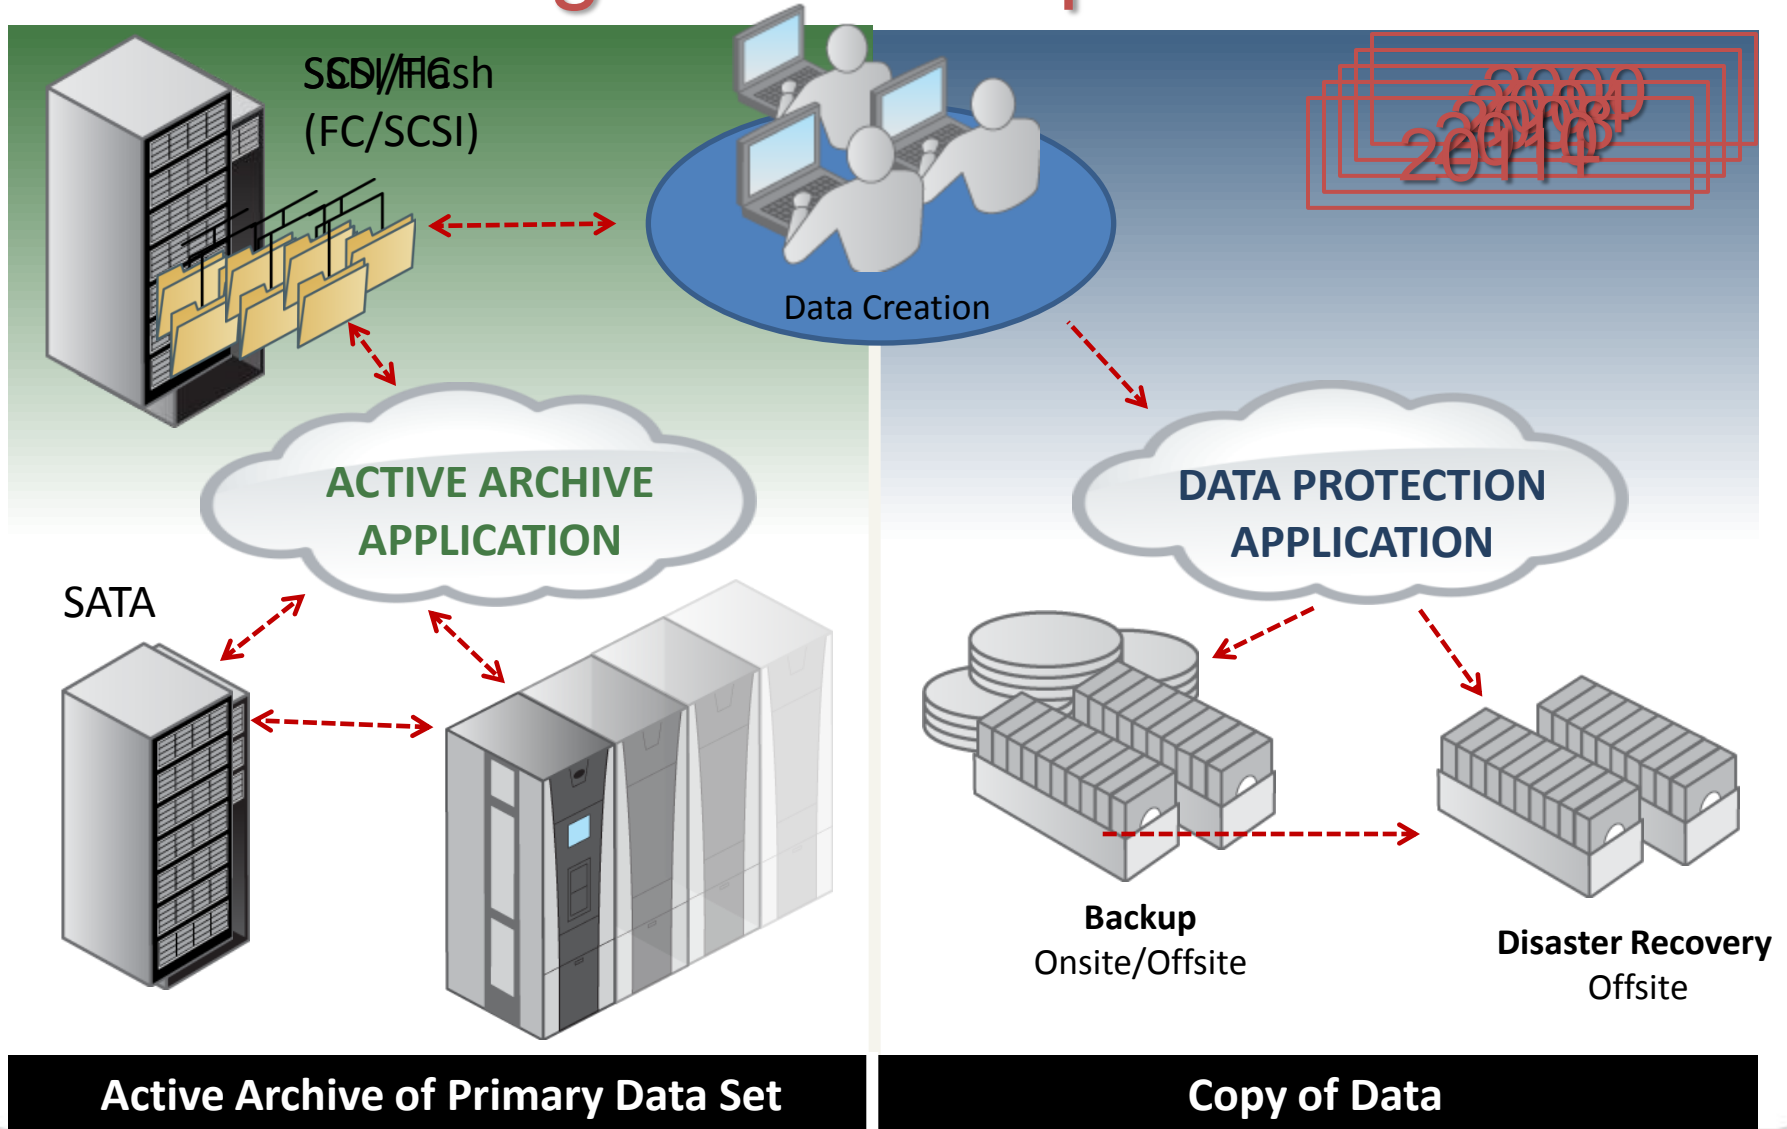 (FC/SCSI)
Data Creation
2011+
ACTIVE ARCHIVE
APPLICATION
DATA PROTECTION
APPLICATION
SATA
Backup
Onsite/Offsite
Disaster Recovery
Offsite
Active Archive of Primary Data Set
Copy of Data